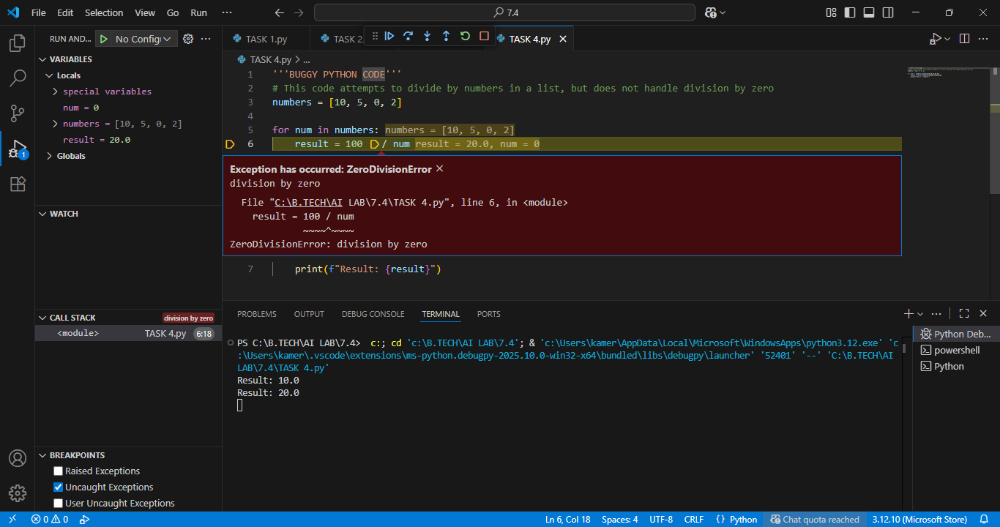 File Edit Selection View Go Run ··· 7.4
RUN AND... No Config
TASK 1.py TASK 2 TASK 4.py
VARIABLES
Locals
special variables
num = 0
numbers = [10, 5, 0, 2]
result = 20.0
Globals
WATCH
CALL STACK division by zero
<module> TASK 4.py 6:18
BREAKPOINTS
Raised Exceptions
Uncaught Exceptions
User Uncaught Exceptions
TASK 4.py > ...
1 '''BUGGY PYTHON CODE'''
2 # This code attempts to divide by numbers in a list, but does not handle division by zero
3 numbers = [10, 5, 0, 2]
4
5 for num in numbers: numbers = [10, 5, 0, 2]
6 result = 100 / num result = 20.0, num = 0
Exception has occurred: ZeroDivisionError
division by zero
File "C:\B.TECH\AI LAB\7.4\TASK 4.py", line 6, in <module>
result = 100 / num
~~~~^~~~~
ZeroDivisionError: division by zero
7 print(f"Result: {result}")
PROBLEMS OUTPUT DEBUG CONSOLE TERMINAL PORTS
PS C:\B.TECH\AI LAB\7.4> c:; cd 'c:\B.TECH\AI LAB\7.4'; & 'c:\Users\kamer\AppData\Local\Microsoft\WindowsApps\python3.12.exe' 'c
:\Users\kamer\.vscode\extensions\ms-python.debugpy-2025.10.0-win32-x64\bundled\libs\debugpy\launcher' '52401' '--' 'C:\B.TECH\AI
LAB\7.4\TASK 4.py'
Result: 10.0
Result: 20.0
Python Deb...
powershell
Python
1
0 0 Ln 6, Col 18 Spaces: 4 UTF-8 CRLF {} Python Chat quota reached 3.12.10 (Microsoft Store)